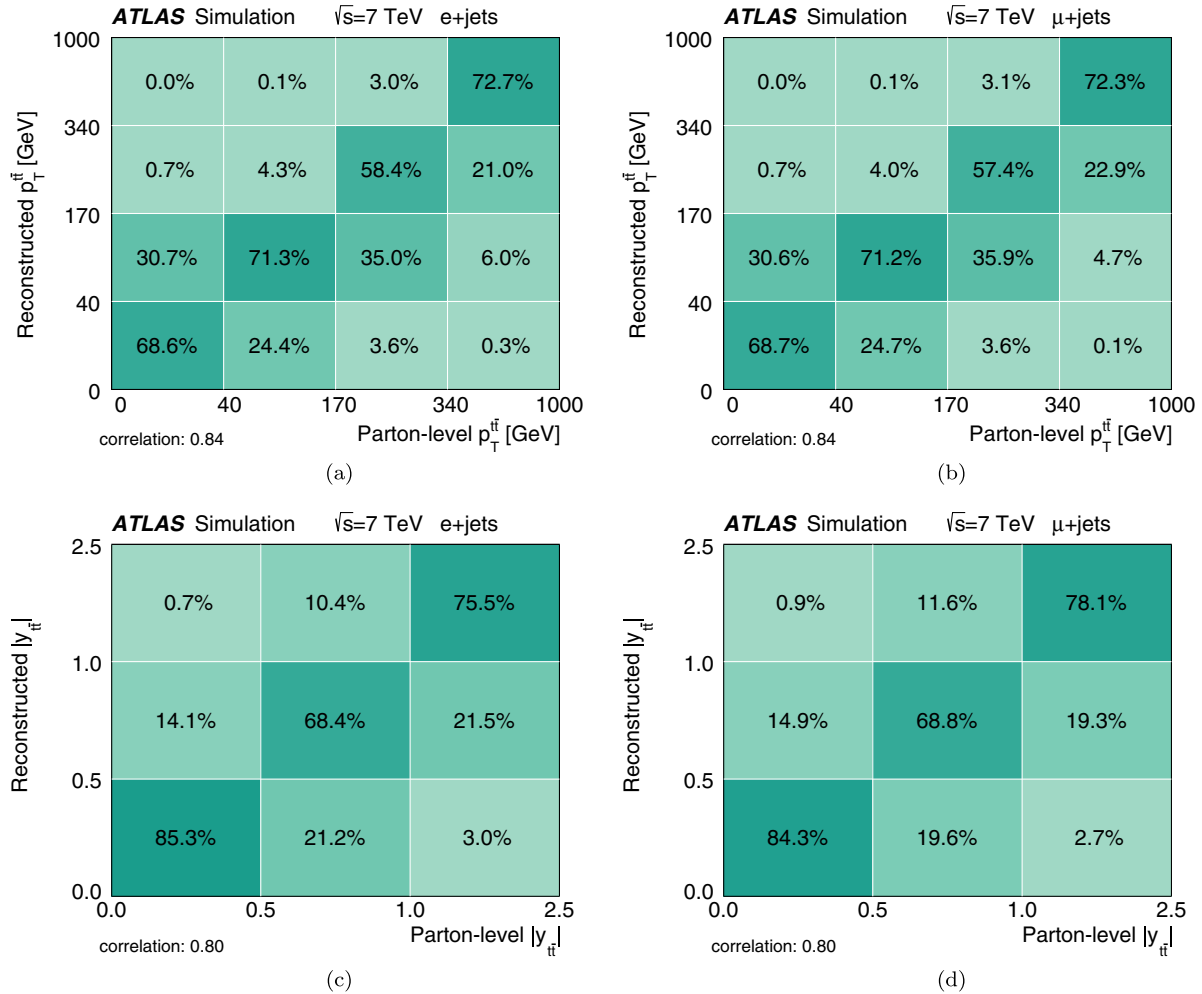 ATLAS Simulation √s=7 TeV e+jets
Reconstructed p_T^{tt̄} [GeV]
1000
0.0% 0.1% 3.0% 72.7%
340
0.7% 4.3% 58.4% 21.0%
170
30.7% 71.3% 35.0% 6.0%
40
68.6% 24.4% 3.6% 0.3%
0
0 40 170 340 1000
correlation: 0.84
Parton-level p_T^{tt̄} [GeV]
(a)
ATLAS Simulation √s=7 TeV μ+jets
Reconstructed p_T^{tt̄} [GeV]
1000
0.0% 0.1% 3.1% 72.3%
340
0.7% 4.0% 57.4% 22.9%
170
30.6% 71.2% 35.9% 4.7%
40
68.7% 24.7% 3.6% 0.1%
0
0 40 170 340 1000
correlation: 0.84
Parton-level p_T^{tt̄} [GeV]
(b)
ATLAS Simulation √s=7 TeV e+jets
Reconstructed |y_{tt̄}|
2.5
0.7% 10.4% 75.5%
1.0
14.1% 68.4% 21.5%
0.5
85.3% 21.2% 3.0%
0.0
0.0 0.5 1.0 2.5
correlation: 0.80
Parton-level |y_{tt̄}|
(c)
ATLAS Simulation √s=7 TeV μ+jets
Reconstructed |y_{tt̄}|
2.5
0.9% 11.6% 78.1%
1.0
14.9% 68.8% 19.3%
0.5
84.3% 19.6% 2.7%
0.0
0.0 0.5 1.0 2.5
correlation: 0.80
Parton-level |y_{tt̄}|
(d)